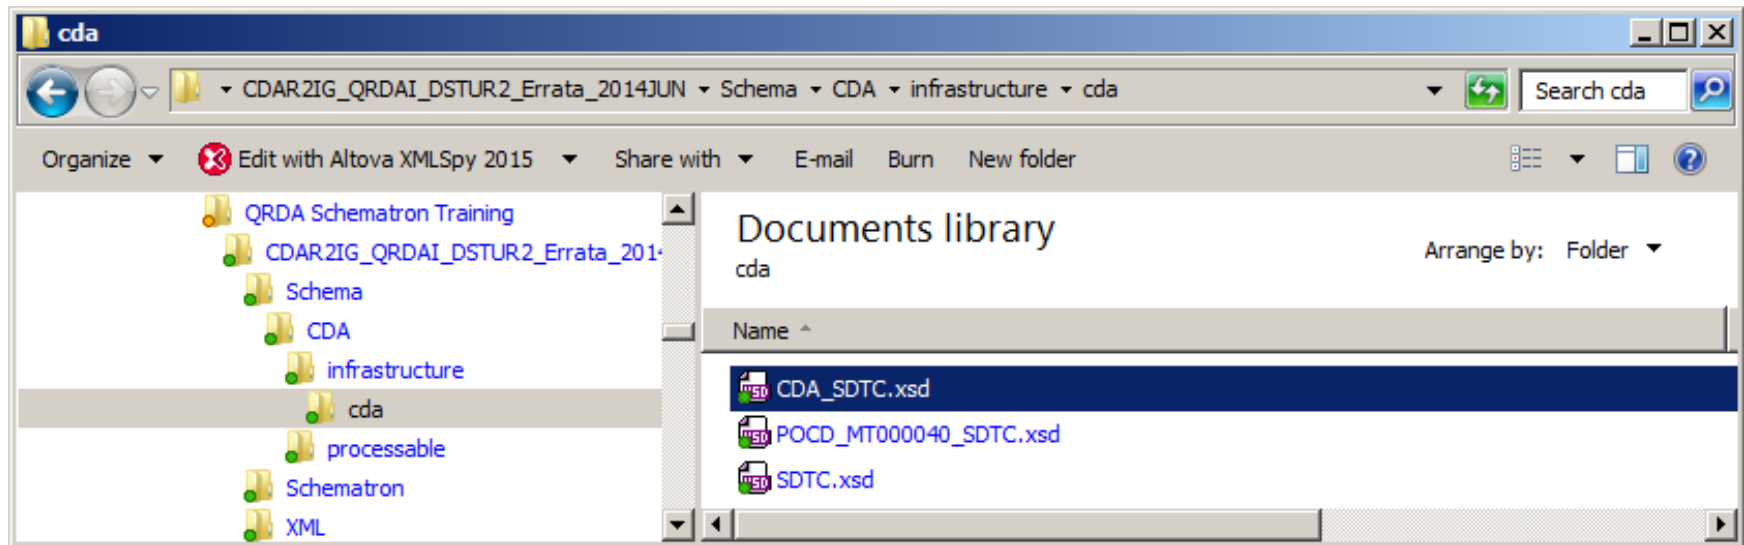 cda
CDAR2IG_QRDAI_DSTUR2_Errata_2014JUN Schema CDA infrastructure cda Search cda
Organize Edit with Altova XMLSpy 2015 Share with E-mail Burn New folder
QRDA Schematron Training
CDAR2IG_QRDAI_DSTUR2_Errata_201
Schema
CDA
infrastructure
cda
processable
Schematron
XML
Documents library
cda
Arrange by: Folder
Name
CDA_SDTC.xsd
POCD_MT000040_SDTC.xsd
SDTC.xsd